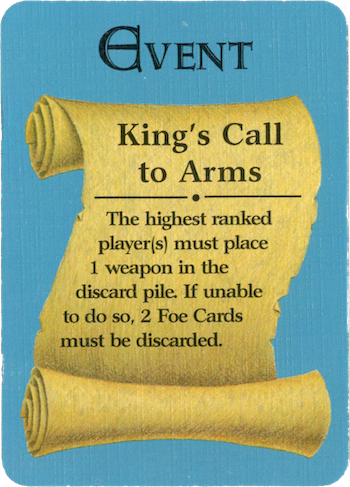 EVENT
King's Call
to Arms
The highest ranked
player(s) must place
1 weapon in the
discard pile. If unable
to do so, 2 Foe Cards
must be discarded.